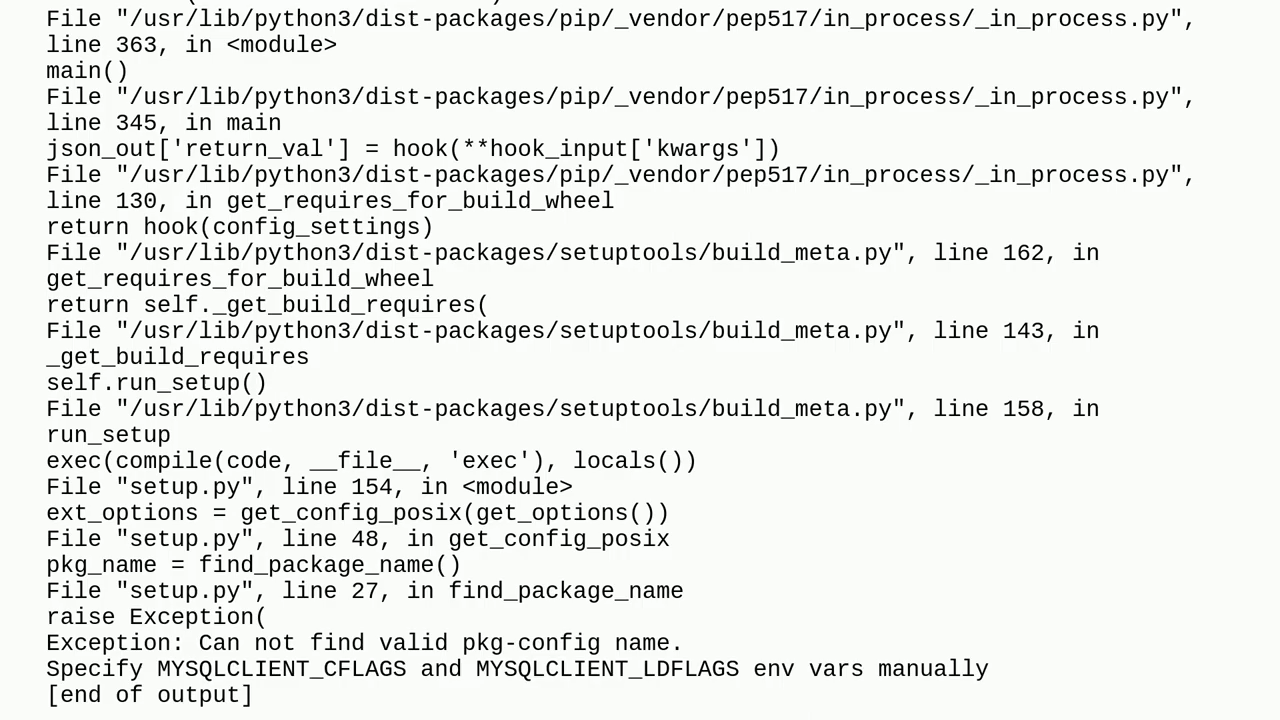 File "/usr/lib/python3/dist-packages/pip/_vendor/pep517/in_process/_in_process.py",
line 363, in <module>
main()
File "/usr/lib/python3/dist-packages/pip/_vendor/pep517/in_process/_in_process.py",
line 345, in main
json_out['return_val'] = hook(**hook_input['kwargs'])
File "/usr/lib/python3/dist-packages/pip/_vendor/pep517/in_process/_in_process.py",
line 130, in get_requires_for_build_wheel
return hook(config_settings)
File "/usr/lib/python3/dist-packages/setuptools/build_meta.py", line 162, in
get_requires_for_build_wheel
return self._get_build_requires(
File "/usr/lib/python3/dist-packages/setuptools/build_meta.py", line 143, in
_get_build_requires
self.run_setup()
File "/usr/lib/python3/dist-packages/setuptools/build_meta.py", line 158, in
run_setup
exec(compile(code, __file__, 'exec'), locals())
File "setup.py", line 154, in <module>
ext_options = get_config_posix(get_options())
File "setup.py", line 48, in get_config_posix
pkg_name = find_package_name()
File "setup.py", line 27, in find_package_name
raise Exception(
Exception: Can not find valid pkg-config name.
Specify MYSQLCLIENT_CFLAGS and MYSQLCLIENT_LDFLAGS env vars manually
[end of output]